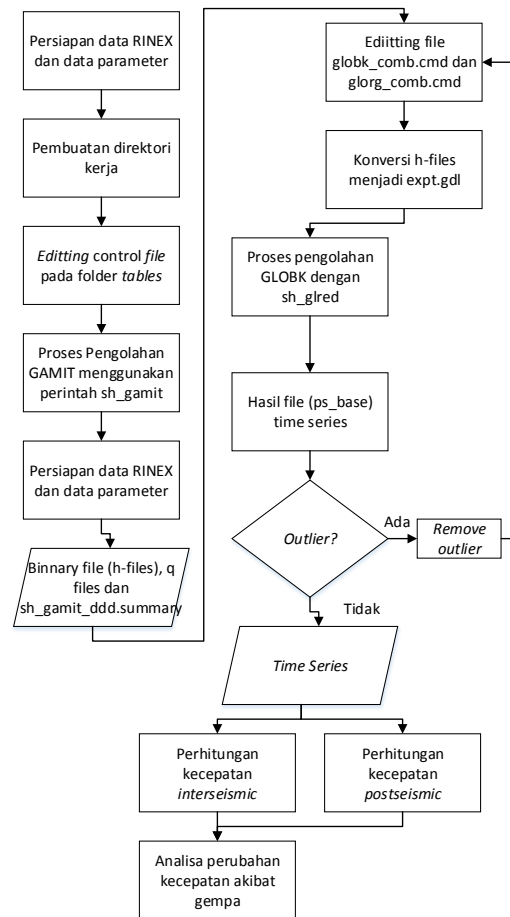 Persiapan data RINEX
dan data parameter
Pembuatan direktori
kerja
Editting control file
pada folder tables
Proses Pengolahan
GAMIT menggunakan
perintah sh_gamit
Persiapan data RINEX
dan data parameter
Binnary file (h-files), q
files dan
sh_gamit_ddd.summary
Ediitting file
globk_comb.cmd dan
glorg_comb.cmd
Konversi h-files
menjadi expt.gdl
Proses pengolahan
GLOBK dengan
sh_glred
Hasil file (ps_base)
time series
Outlier?
Ada
Remove
outlier
Tidak
Time Series
Perhitungan
kecepatan
interseismic
Perhitungan
kecepatan
postseismic
Analisa perubahan
kecepatan akibat
gempa